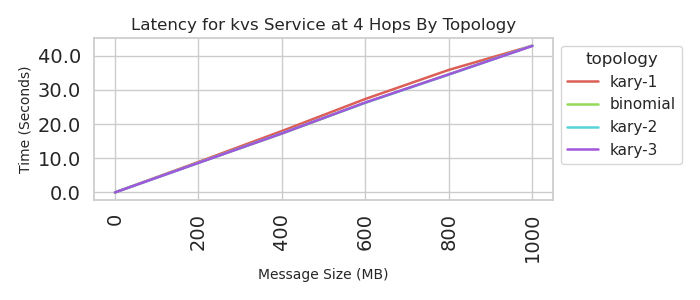 Latency for kvs Service at 4 Hops By Topology
Time (Seconds)
40.0
30.0
20.0
10.0
0.0
0
200
400
600
800
1000
Message Size (MB)
topology
kary-1
binomial
kary-2
kary-3